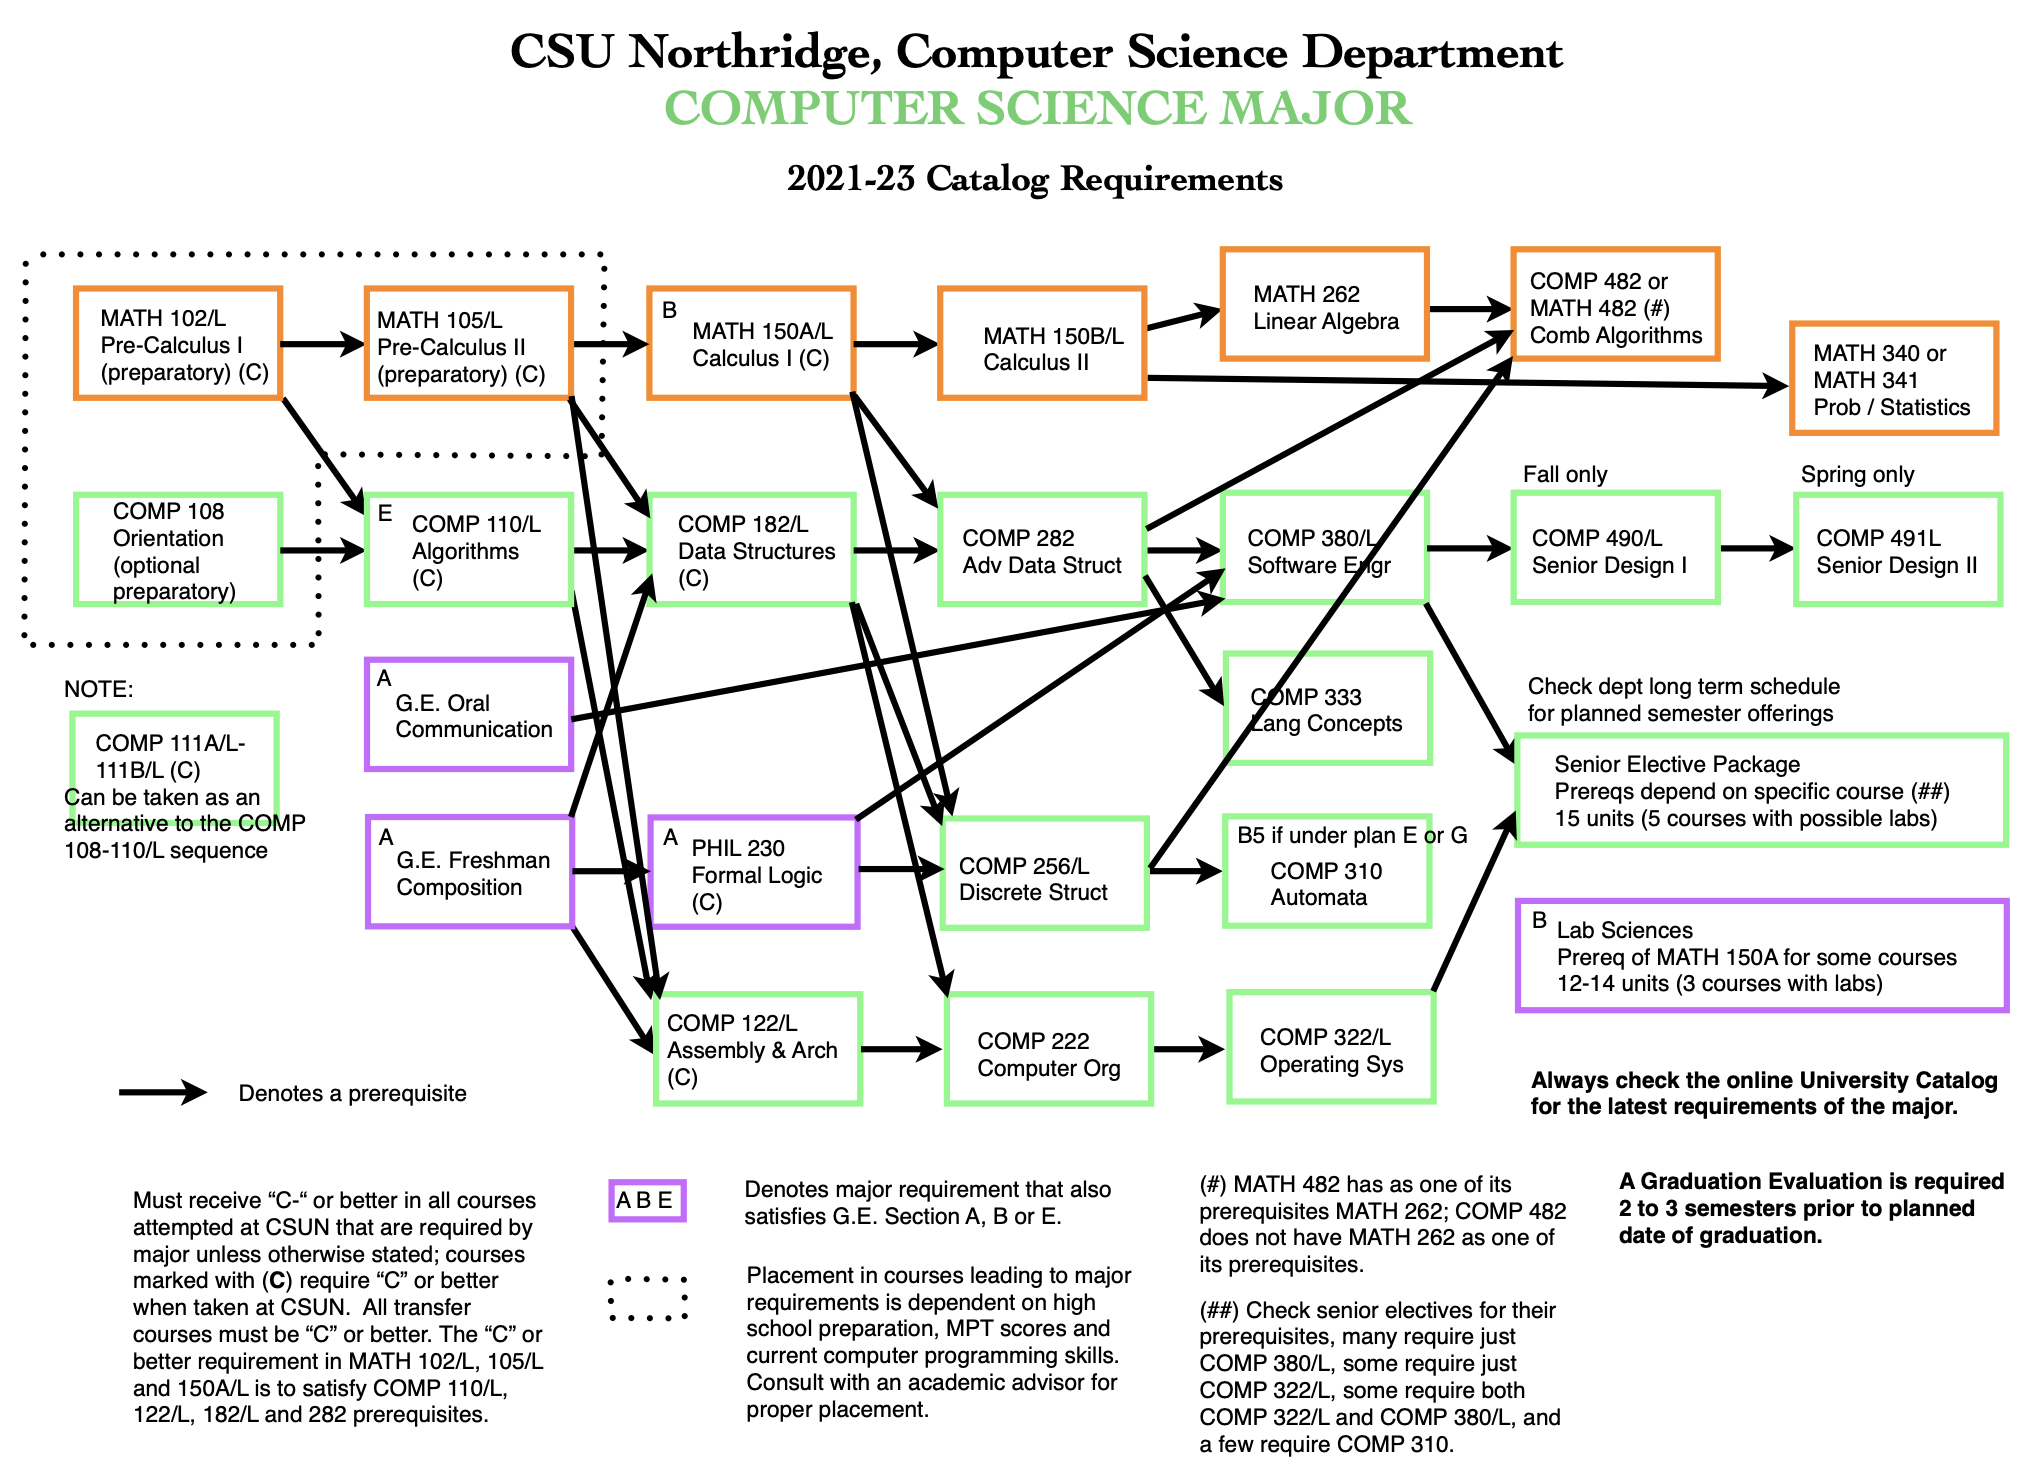 CSU Northridge, Computer Science Department
COMPUTER SCIENCE MAJOR
2021-23 Catalog Requirements
MATH 102/L
Pre-Calculus I
(preparatory) (C)
MATH 105/L
Pre-Calculus II
(preparatory) (C)
B
MATH 150A/L
Calculus I (C)
MATH 150B/L
Calculus II
MATH 262
Linear Algebra
COMP 482 or
MATH 482 (#)
Comb Algorithms
MATH 340 or
MATH 341
Prob / Statistics
COMP 108
Orientation
(optional
preparatory)
E
COMP 110/L
Algorithms
(C)
COMP 182/L
Data Structures
(C)
COMP 282
Adv Data Struct
COMP 380/L
Software Engr
Fall only
COMP 490/L
Senior Design I
Spring only
COMP 491L
Senior Design II
NOTE:
COMP 111A/L-
111B/L (C)
Can be taken as an
alternative to the COMP
108-110/L sequence
A
G.E. Oral
Communication
COMP 333
Lang Concepts
Check dept long term schedule
for planned semester offerings
Senior Elective Package
Prereqs depend on specific course (##)
15 units (5 courses with possible labs)
A
G.E. Freshman
Composition
A
PHIL 230
Formal Logic
(C)
COMP 256/L
Discrete Struct
B5 if under plan E or G
COMP 310
Automata
B
Lab Sciences
Prereq of MATH 150A for some courses
12-14 units (3 courses with labs)
COMP 122/L
Assembly & Arch
(C)
COMP 222
Computer Org
COMP 322/L
Operating Sys
Denotes a prerequisite
Always check the online University Catalog
for the latest requirements of the major.
Must receive “C-“ or better in all courses
attempted at CSUN that are required by
major unless otherwise stated; courses
marked with (C) require “C” or better
when taken at CSUN.  All transfer
courses must be “C” or better. The “C” or
better requirement in MATH 102/L, 105/L
and 150A/L is to satisfy COMP 110/L,
122/L, 182/L and 282 prerequisites.
A B E
Denotes major requirement that also
satisfies G.E. Section A, B or E.
Placement in courses leading to major
requirements is dependent on high
school preparation, MPT scores and
current computer programming skills.
Consult with an academic advisor for
proper placement.
(#) MATH 482 has as one of its
prerequisites MATH 262; COMP 482
does not have MATH 262 as one of
its prerequisites.
(##) Check senior electives for their
prerequisites, many require just
COMP 380/L, some require just
COMP 322/L, some require both
COMP 322/L and COMP 380/L, and
a few require COMP 310.
A Graduation Evaluation is required
2 to 3 semesters prior to planned
date of graduation.